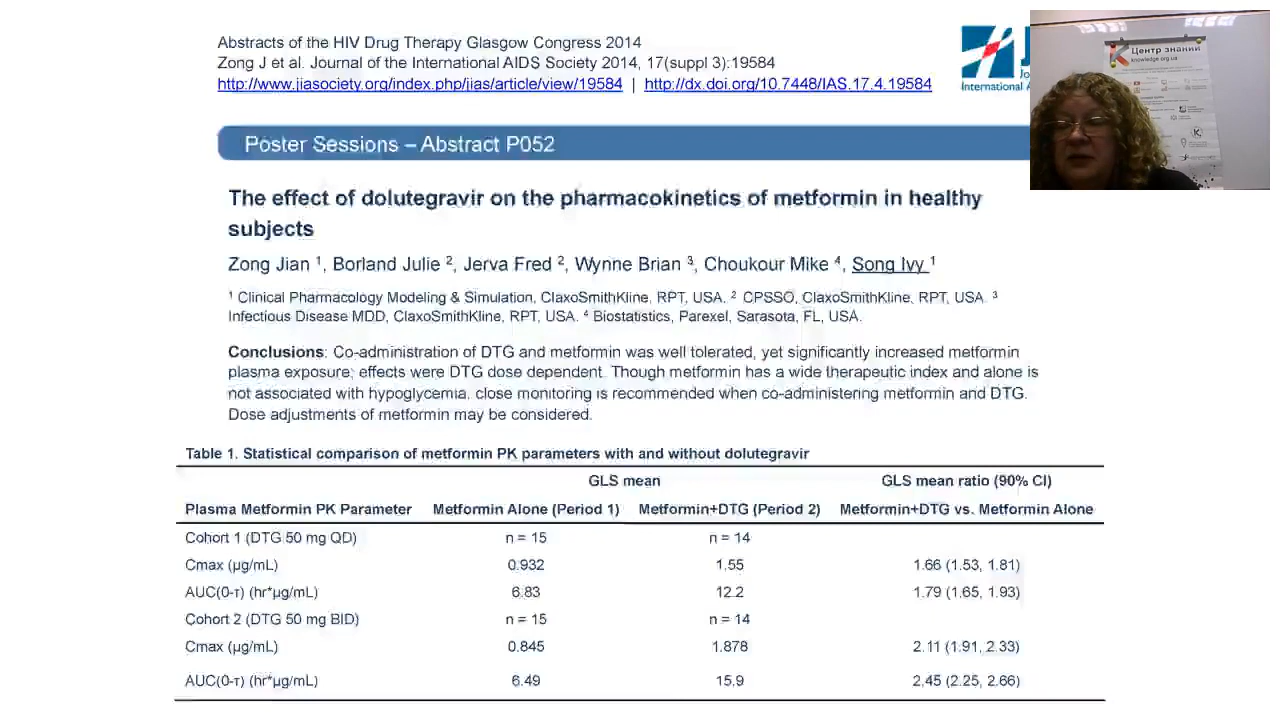 Abstracts of the HIV Drug Therapy Glasgow Congress 2014
Zong J et al. Journal of the International AIDS Society 2014, 17(suppl 3):19584
http://www.jiasociety.org/index.php/jias/article/view/19584 | http://dx.doi.org/10.7448/IAS.17.4.19584
International
Центр знаний
knowledge.org.ua
Poster Sessions – Abstract P052
The effect of dolutegravir on the pharmacokinetics of metformin in healthy
subjects
Zong Jian ¹, Borland Julie ², Jerva Fred ², Wynne Brian ³, Choukour Mike ⁴, Song Ivy ¹
¹ Clinical Pharmacology Modeling & Simulation, ClaxoSmithKline, RPT, USA. ² CPSSO, ClaxoSmithKline, RPT, USA. ³
Infectious Disease MDD, ClaxoSmithKline, RPT, USA. ⁴ Biostatistics, Parexel, Sarasota, FL, USA.
Conclusions: Co-administration of DTG and metformin was well tolerated, yet significantly increased metformin
plasma exposure; effects were DTG dose dependent. Though metformin has a wide therapeutic index and alone is
not associated with hypoglycemia, close monitoring is recommended when co-administering metformin and DTG.
Dose adjustments of metformin may be considered.
Table 1. Statistical comparison of metformin PK parameters with and without dolutegravir
GLS mean GLS mean ratio (90% CI)
Plasma Metformin PK Parameter Metformin Alone (Period 1) Metformin+DTG (Period 2) Metformin+DTG vs. Metformin Alone
Cohort 1 (DTG 50 mg QD) n = 15 n = 14
Cmax (µg/mL) 0.932 1.55 1.66 (1.53, 1.81)
AUC(0-τ) (hr*µg/mL) 6.83 12.2 1.79 (1.65, 1.93)
Cohort 2 (DTG 50 mg BID) n = 15 n = 14
Cmax (µg/mL) 0.845 1.878 2.11 (1.91, 2.33)
AUC(0-τ) (hr*µg/mL) 6.49 15.9 2.45 (2.25, 2.66)